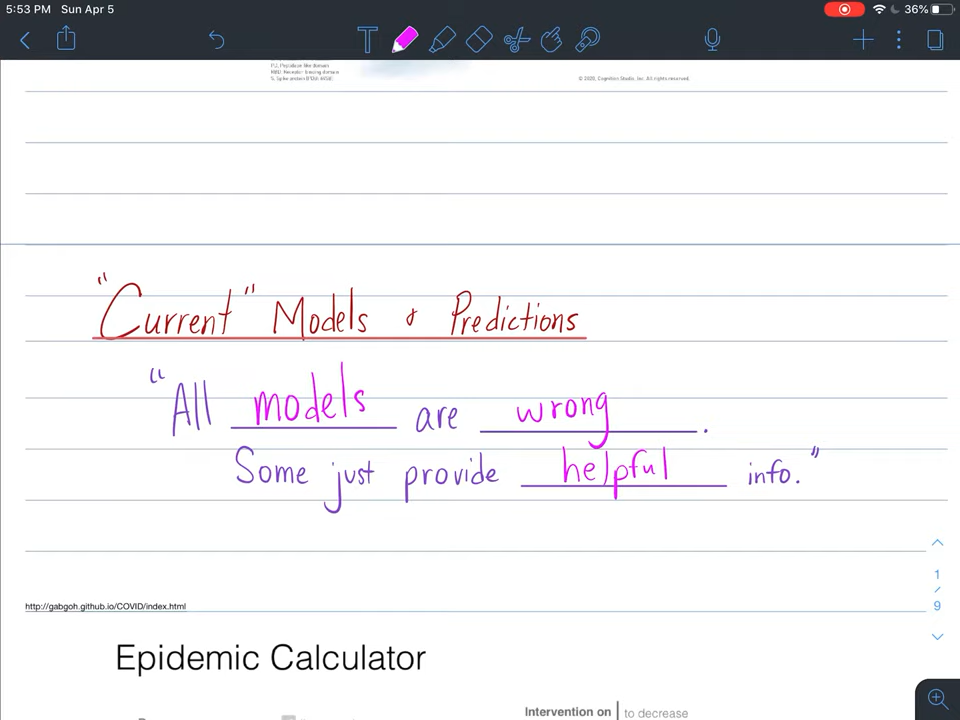 5:53 PM Sun Apr 5 36%
© 2020, Cognition Studio, Inc. All rights reserved.
"Current" Models & Predictions
"All models are wrong.
Some just provide helpful info."
1
/
9
http://gabgoh.github.io/COVID/index.html
Epidemic Calculator
Intervention on to decrease